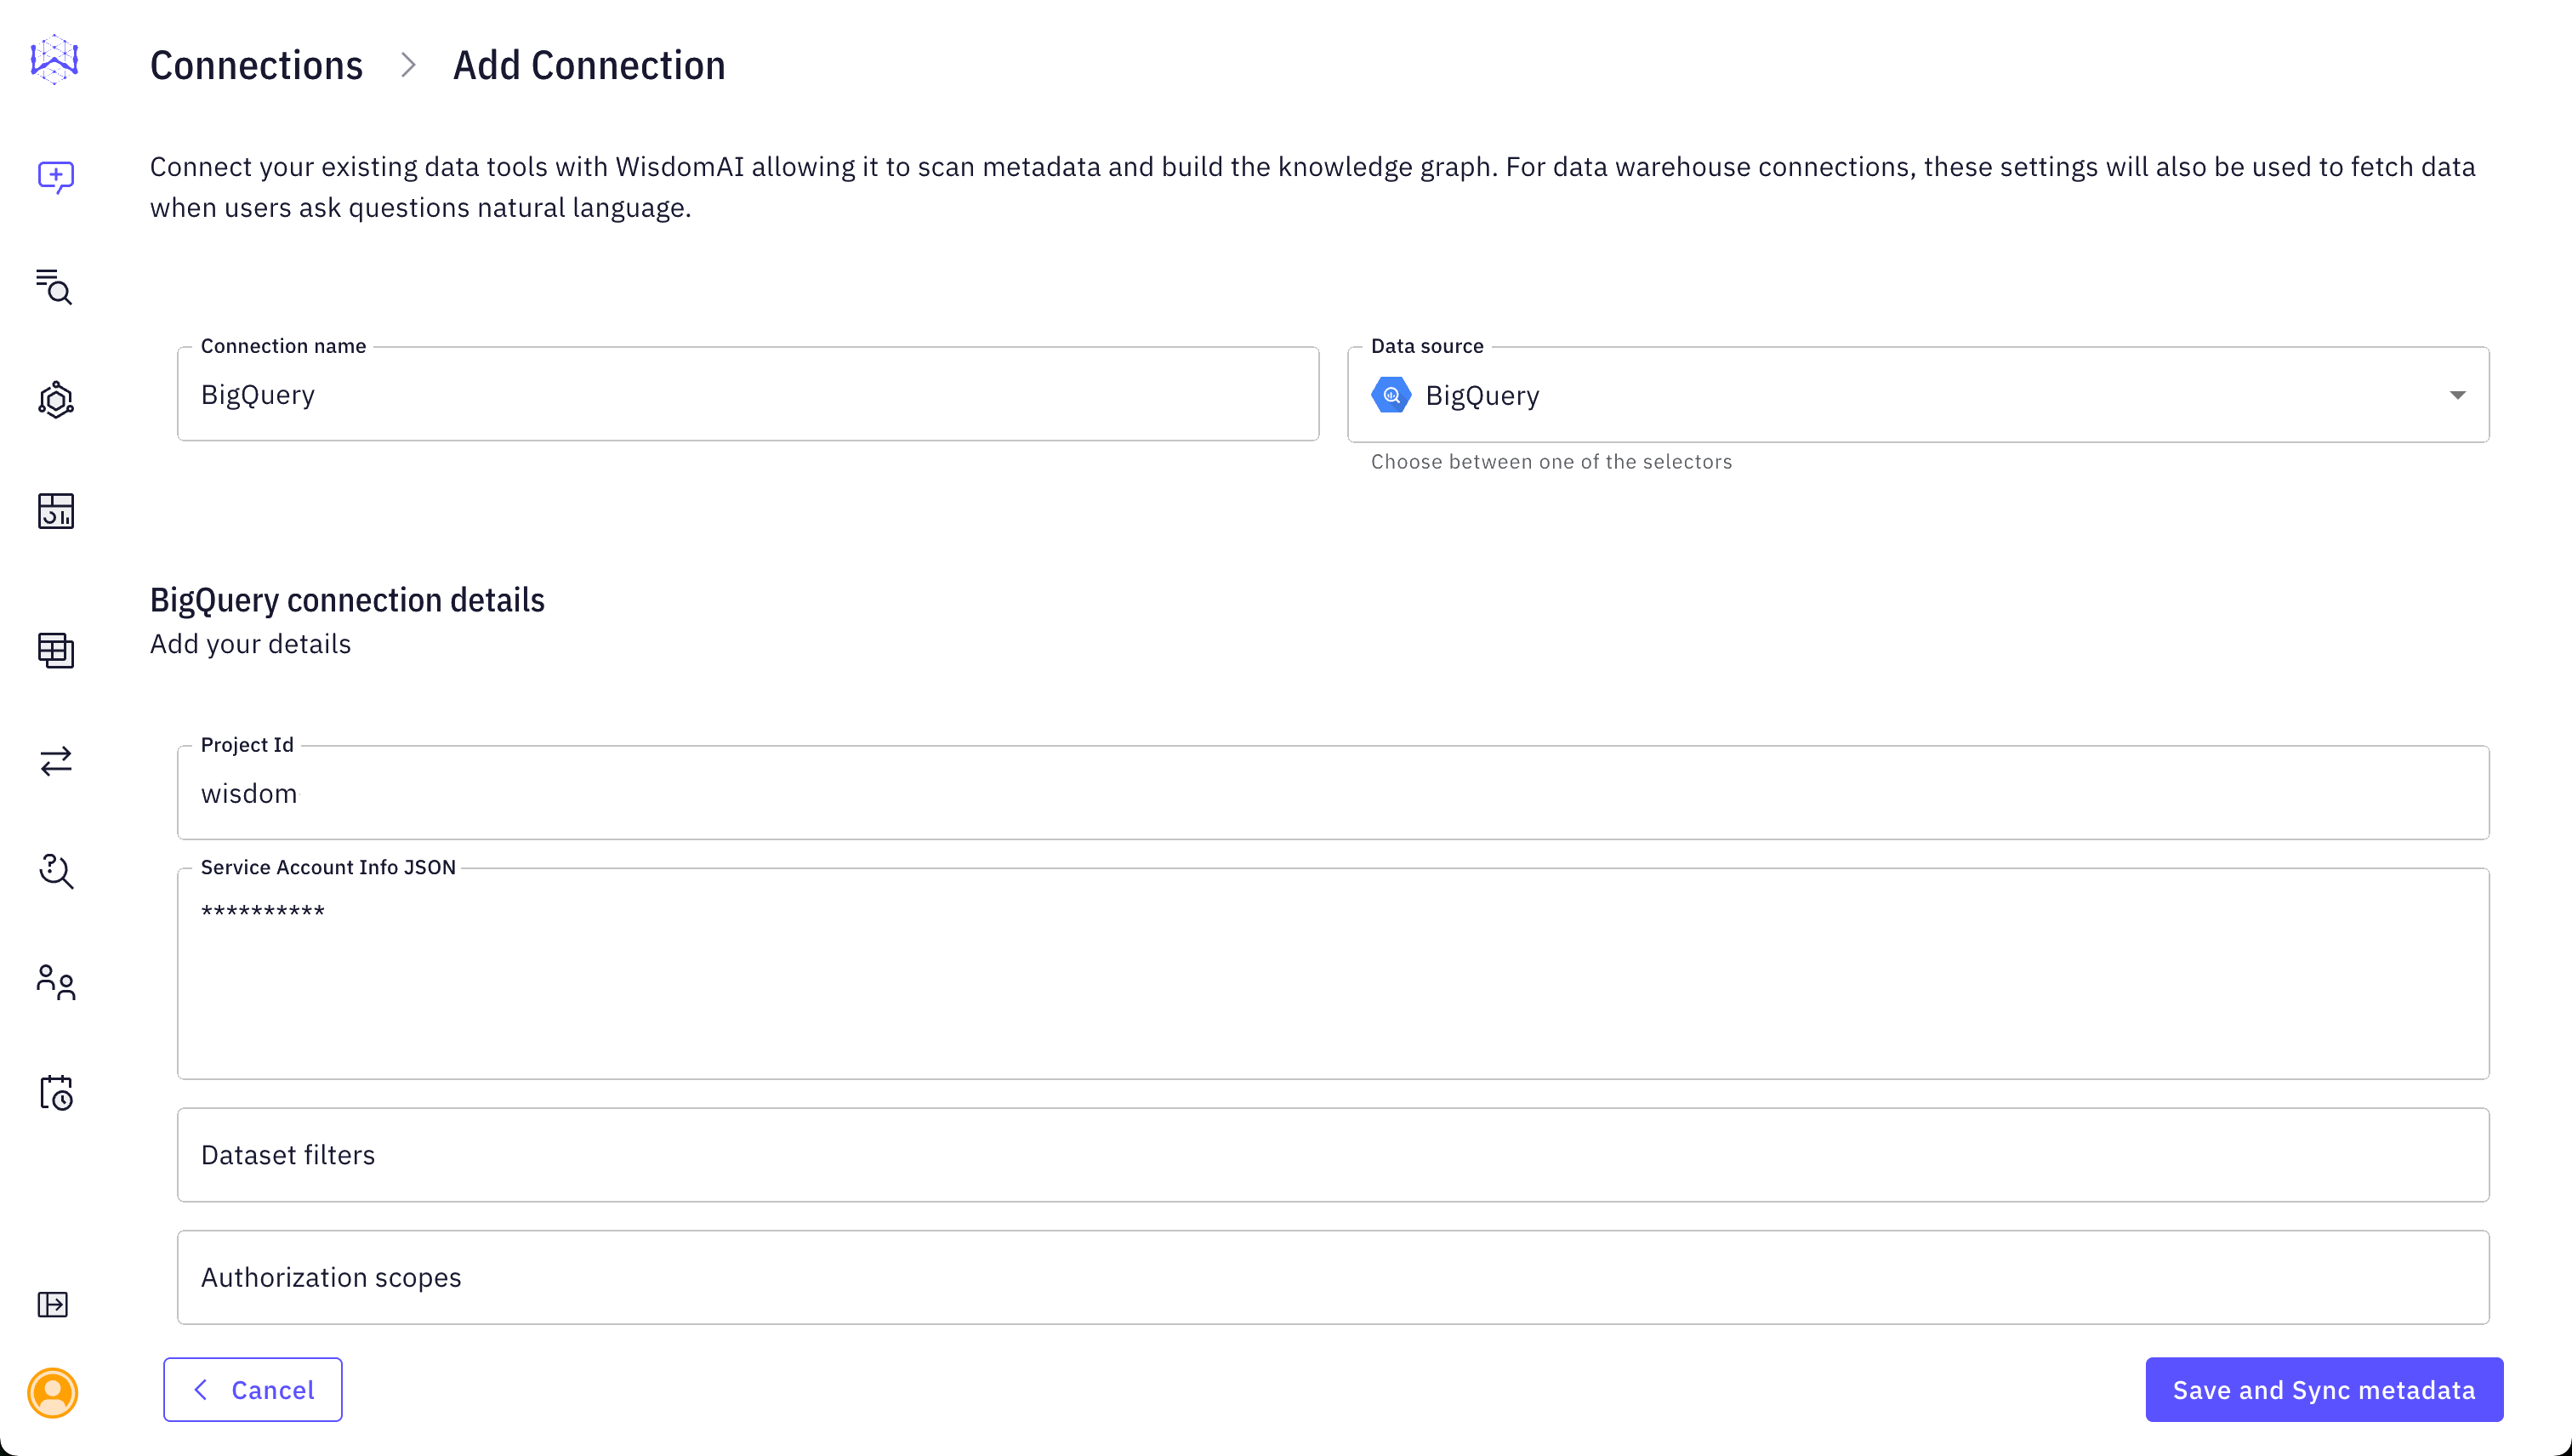 Connections > Add Connection
Connect your existing data tools with WisdomAI allowing it to scan metadata and build the knowledge graph. For data warehouse connections, these settings will also be used to fetch data
when users ask questions natural language.
Connection name
BigQuery
Data source
BigQuery
Choose between one of the selectors
BigQuery connection details
Add your details
Project Id
wisdom
Service Account Info JSON
**********
Dataset filters
Authorization scopes
Cancel
Save and Sync metadata